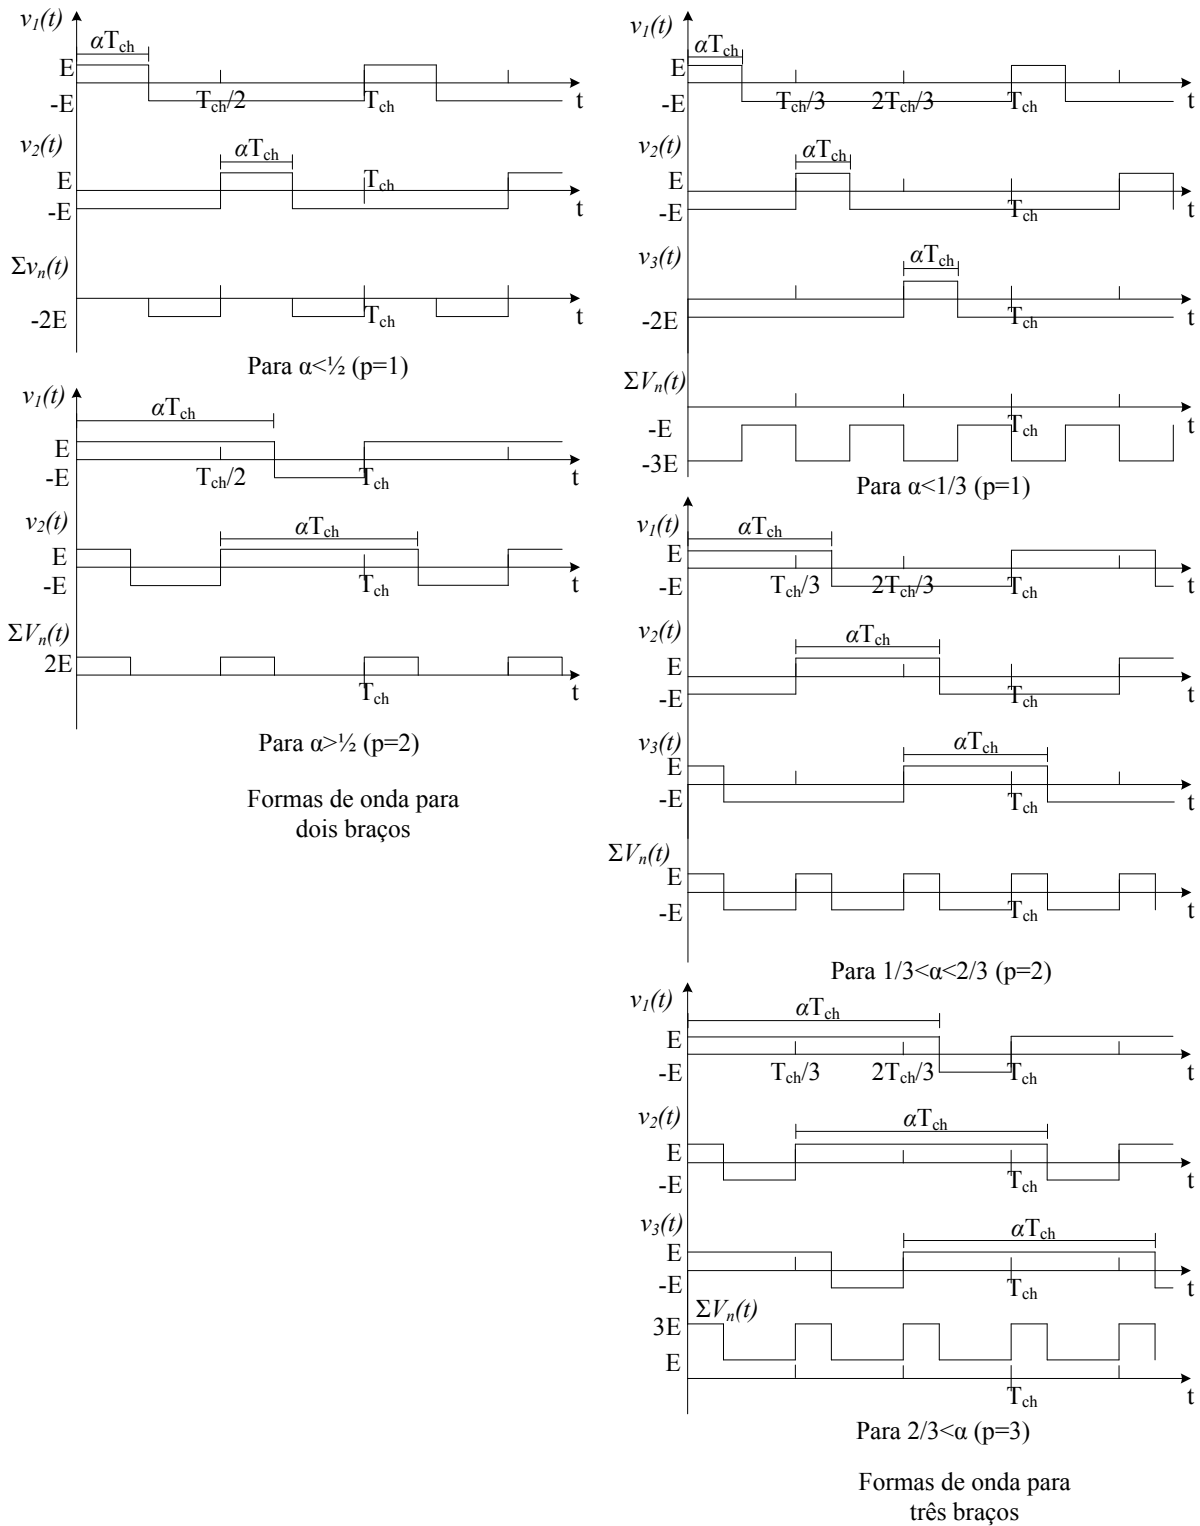 v1(t)
αTch
E
-E
Tch/2
Tch
t
v2(t)
αTch
E
-E
Tch
t
Σvn(t)
-2E
Tch
t
Para α<½ (p=1)
v1(t)
αTch
E
-E
Tch/2
Tch
t
v2(t)
αTch
E
-E
Tch
t
ΣVn(t)
2E
Tch
t
Para α>½ (p=2)
Formas de onda para
dois braços
v1(t)
αTch
E
-E
Tch/3
2Tch/3
Tch
t
v2(t)
αTch
E
-E
Tch
t
v3(t)
αTch
-2E
Tch
t
ΣVn(t)
Tch
t
-E
-3E
Para α<1/3 (p=1)
v1(t)
αTch
E
-E
Tch/3
2Tch/3
Tch
t
v2(t)
αTch
E
-E
Tch
t
v3(t)
αTch
E
-E
Tch
t
ΣVn(t)
E
-E
Tch
t
Para 1/3<α<2/3 (p=2)
v1(t)
αTch
E
-E
Tch/3
2Tch/3
Tch
t
v2(t)
αTch
E
-E
Tch
t
v3(t)
αTch
E
-E
Tch
t
ΣVn(t)
3E
E
Tch
t
Para 2/3<α (p=3)
Formas de onda para
três braços